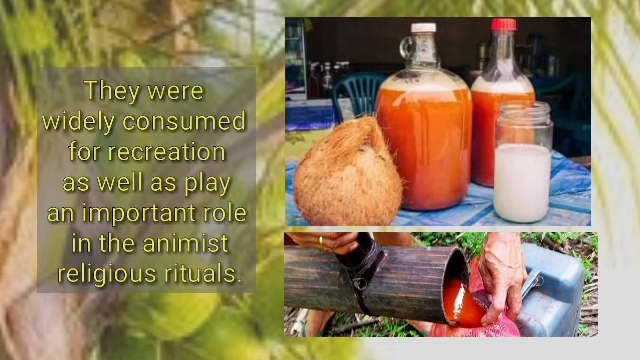 They were
widely consumed
for recreation
as well as play
an important role
in the animist
religious rituals.